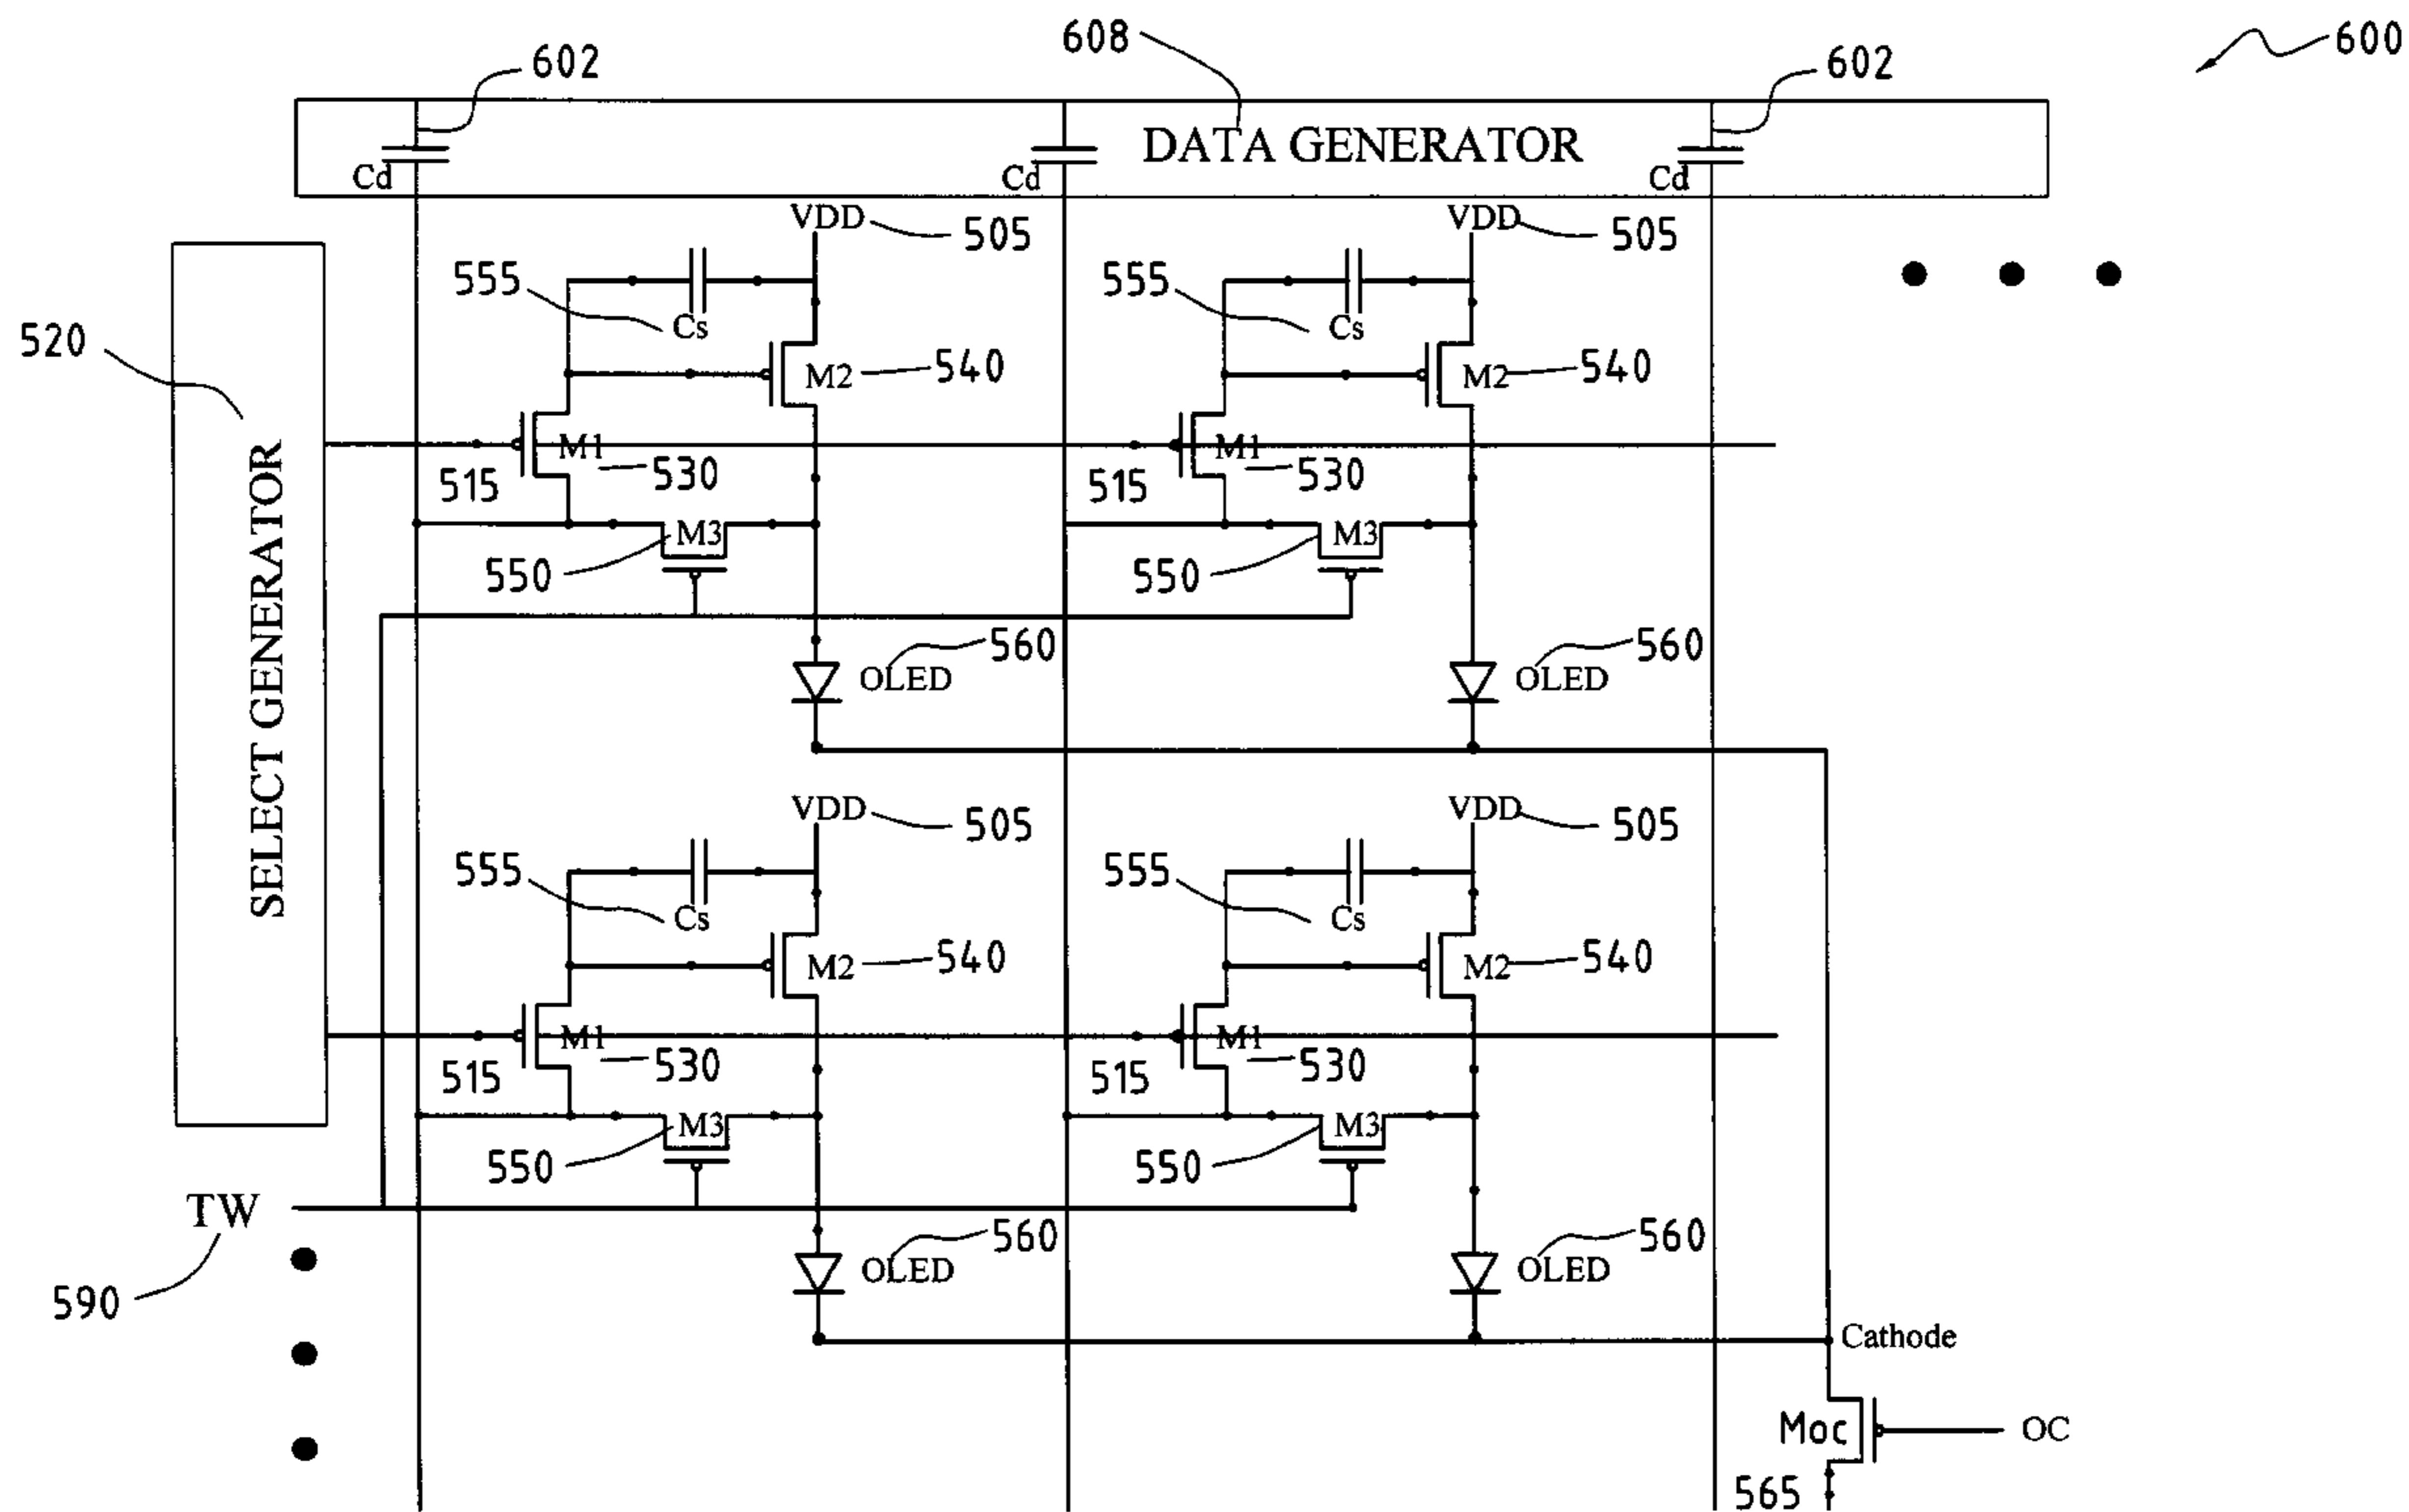 608
600
602
602
DATA GENERATOR
Cd
Cd
Cd
VDD
505
VDD
505
555
Cs
555
Cs
520
M2
540
M2
540
M1
530
M1
530
515
515
M3
M3
550
550
560
560
OLED
OLED
SELECT GENERATOR
VDD
505
VDD
505
555
Cs
555
Cs
M2
540
M2
540
M1
530
M1
530
515
515
M3
M3
550
550
TW
560
560
OLED
OLED
590
Cathode
Moc
OC
565